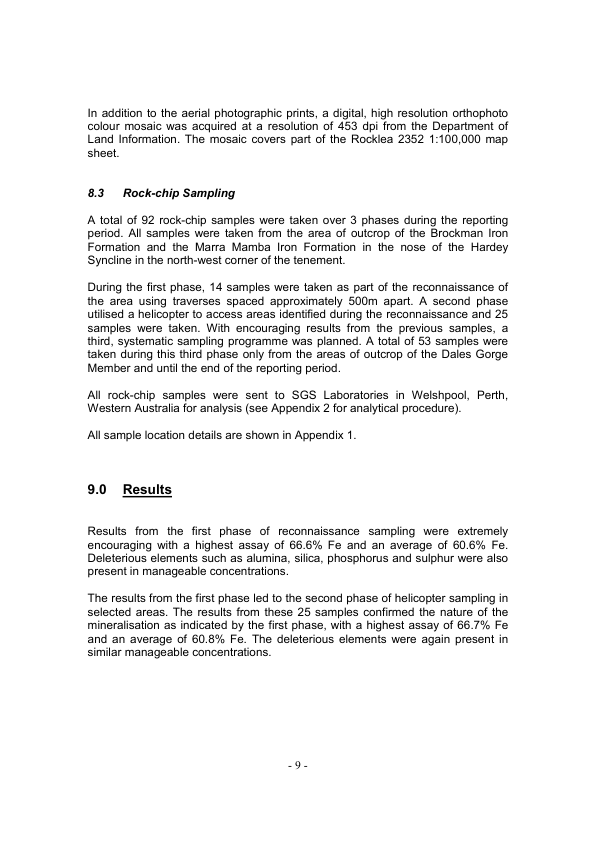 In addition to the aerial photographic prints, a digital, high resolution orthophoto
colour mosaic was acquired at a resolution of 453 dpi from the Department of
Land Information. The mosaic covers part of the Rocklea 2352 1:100,000 map
sheet.
8.3 Rock-chip Sampling
A total of 92 rock-chip samples were taken over 3 phases during the reporting
period. All samples were taken from the area of outcrop of the Brockman Iron
Formation and the Marra Mamba Iron Formation in the nose of the Hardey
Syncline in the north-west corner of the tenement.
During the first phase, 14 samples were taken as part of the reconnaissance of
the area using traverses spaced approximately 500m apart. A second phase
utilised a helicopter to access areas identified during the reconnaissance and 25
samples were taken. With encouraging results from the previous samples, a
third, systematic sampling programme was planned. A total of 53 samples were
taken during this third phase only from the areas of outcrop of the Dales Gorge
Member and until the end of the reporting period.
All rock-chip samples were sent to SGS Laboratories in Welshpool, Perth,
Western Australia for analysis (see Appendix 2 for analytical procedure).
All sample location details are shown in Appendix 1.
9.0 Results
Results from the first phase of reconnaissance sampling were extremely
encouraging with a highest assay of 66.6% Fe and an average of 60.6% Fe.
Deleterious elements such as alumina, silica, phosphorus and sulphur were also
present in manageable concentrations.
The results from the first phase led to the second phase of helicopter sampling in
selected areas. The results from these 25 samples confirmed the nature of the
mineralisation as indicated by the first phase, with a highest assay of 66.7% Fe
and an average of 60.8% Fe. The deleterious elements were again present in
similar manageable concentrations.
- 9 -